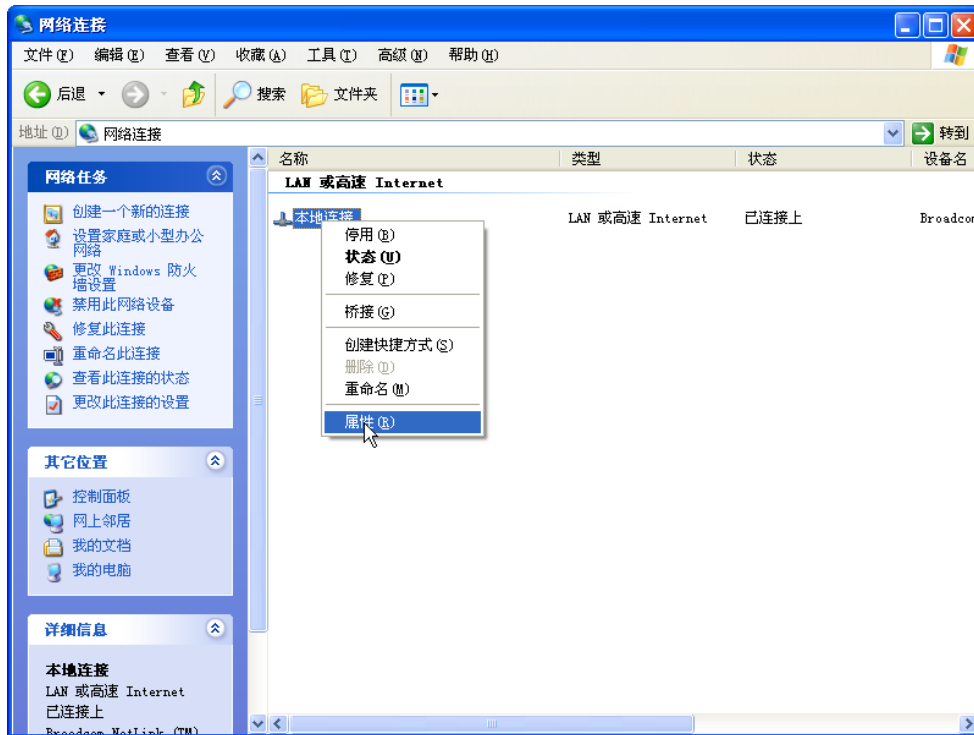 网络连接
文件(F) 编辑(E) 查看(V) 收藏(A) 工具(T) 高级(N) 帮助(H)
后退 搜索 文件夹
地址(D) 网络连接 转到
网络任务
创建一个新的连接
设置家庭或小型办公
网络
更改 Windows 防火
墙设置
禁用此网络设备
修复此连接
重命名此连接
查看此连接的状态
更改此连接的设置
其它位置
控制面板
网上邻居
我的文档
我的电脑
详细信息
本地连接
LAN 或高速 Internet
已连接上
Broadcom NetLink (TM)
名称 类型 状态 设备名
LAN 或高速 Internet
本地连接 LAN 或高速 Internet 已连接上 Broadcom
停用(B)
状态(U)
修复(P)
桥接(G)
创建快捷方式(S)
删除(D)
重命名(M)
属性(R)